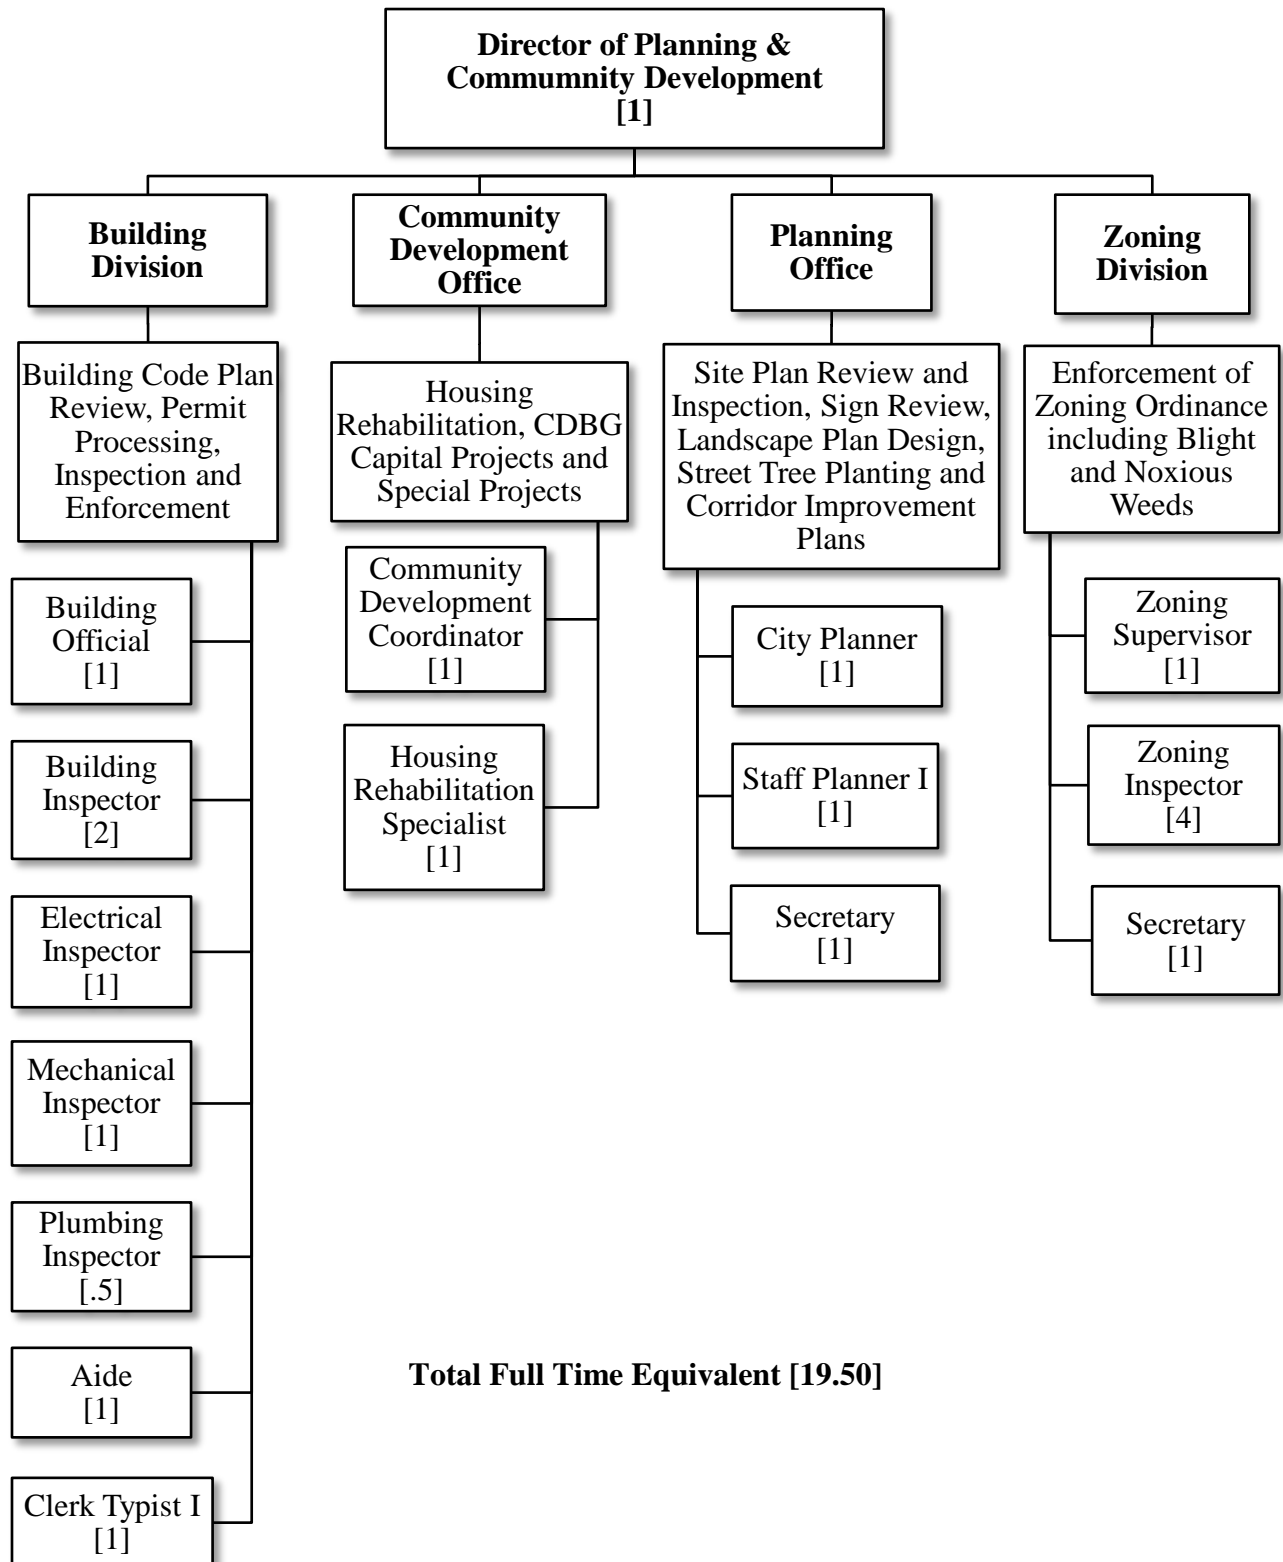 Director of Planning &
Commumnity Development
[1]
Building
Division
Building Code Plan
Review, Permit
Processing,
Inspection and
Enforcement
Building
Official
[1]
Building
Inspector
[2]
Electrical
Inspector
[1]
Mechanical
Inspector
[1]
Plumbing
Inspector
[.5]
Aide
[1]
Clerk Typist I
[1]
Community
Development
Office
Housing
Rehabilitation, CDBG
Capital Projects and
Special Projects
Community
Development
Coordinator
[1]
Housing
Rehabilitation
Specialist
[1]
Planning
Office
Site Plan Review and
Inspection, Sign Review,
Landscape Plan Design,
Street Tree Planting and
Corridor Improvement
Plans
City Planner
[1]
Staff Planner I
[1]
Secretary
[1]
Zoning
Division
Enforcement of
Zoning Ordinance
including Blight
and Noxious
Weeds
Zoning
Supervisor
[1]
Zoning
Inspector
[4]
Secretary
[1]
Total Full Time Equivalent [19.50]